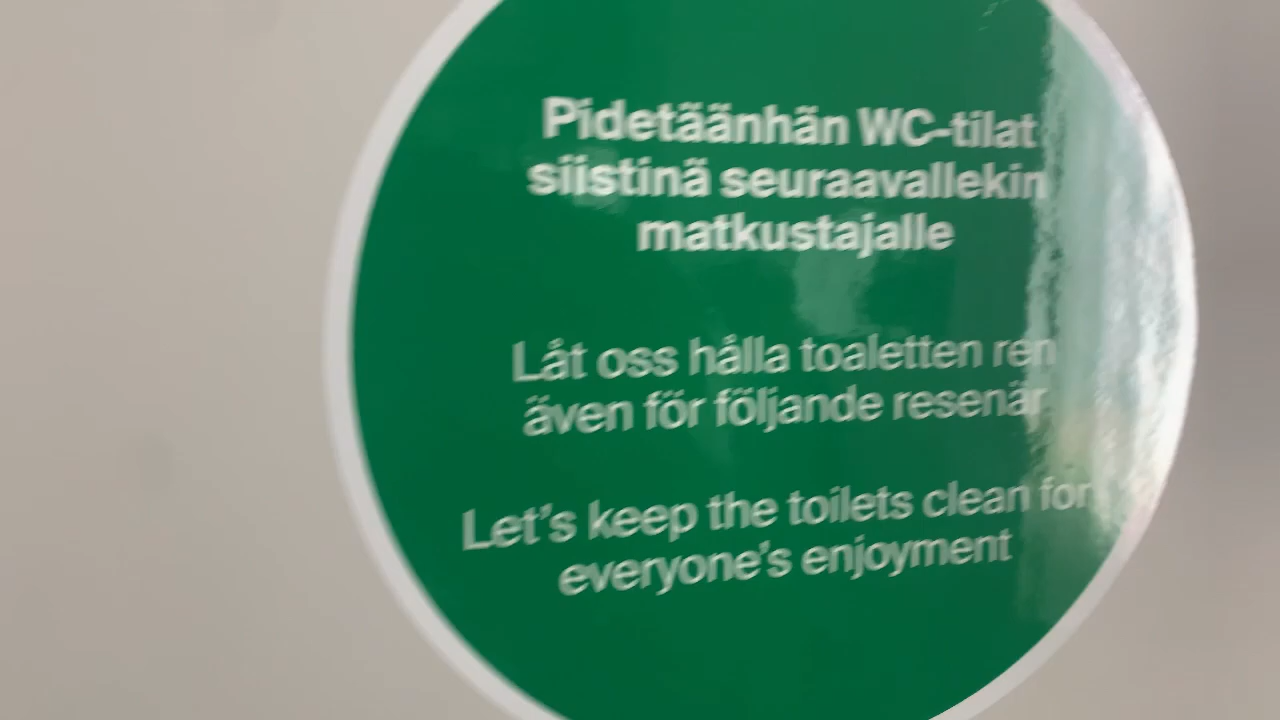 Pidetäänhän WC-tilat
siistinä seuraavallekin
matkustajalle
Låt oss hålla toaletten ren
även för följande resenär
Let's keep the toilets clean for
everyone's enjoyment